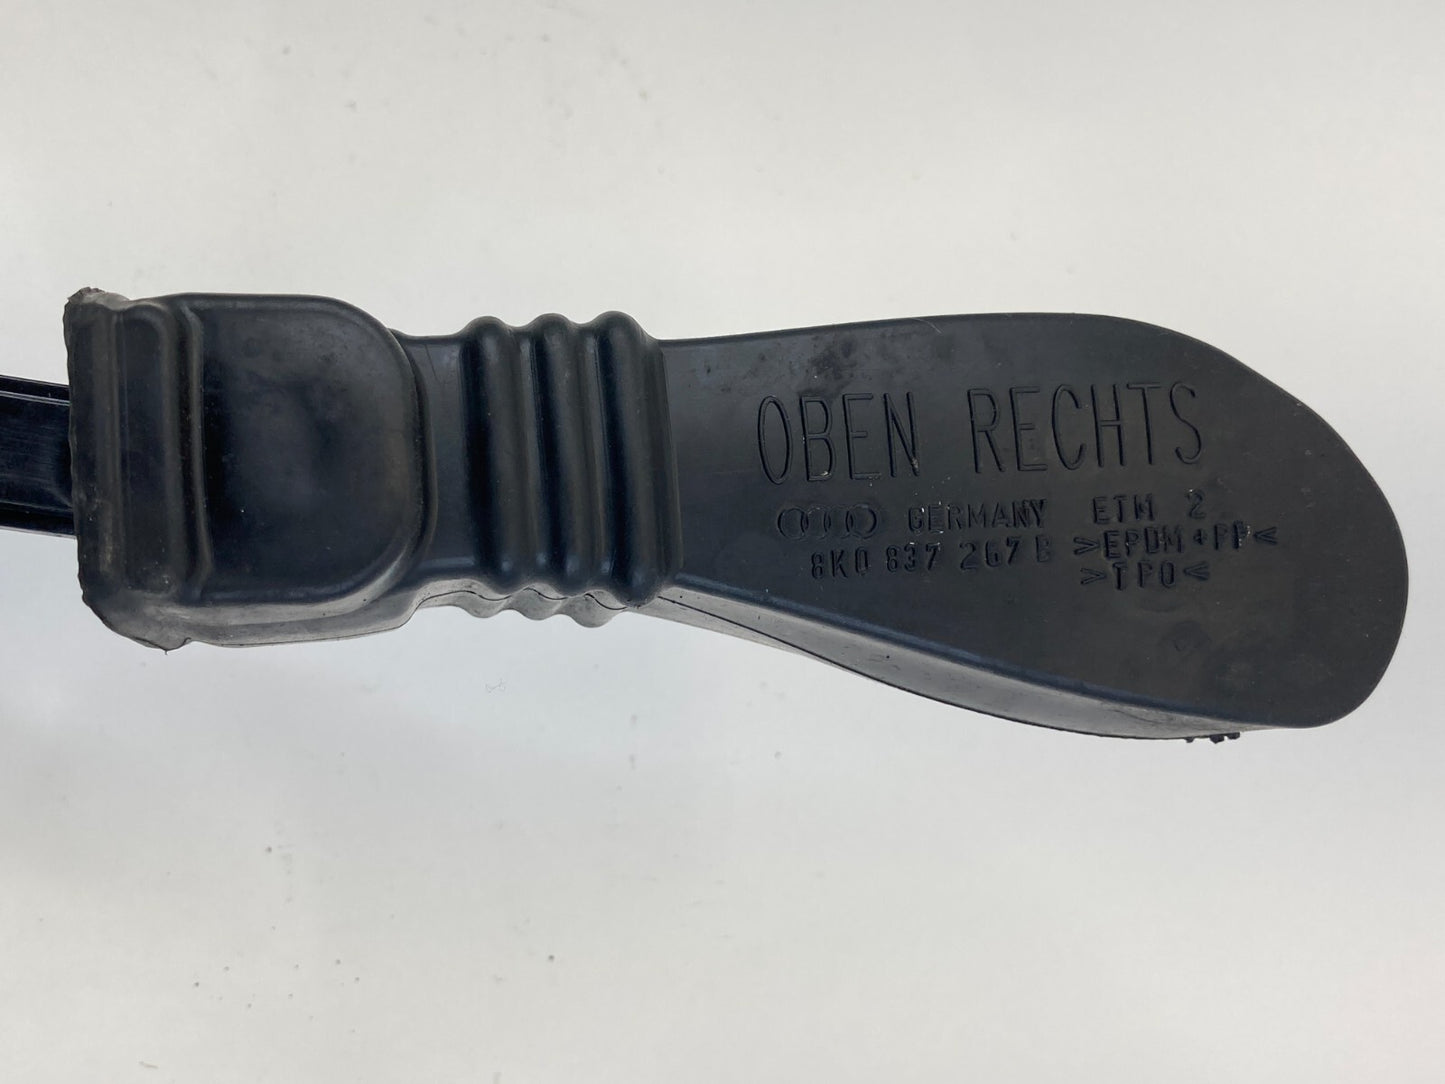 OBEN RECHTS
GERMANY ETM 2
8K0 837 267 B >EPDM+PP<
>TPO<